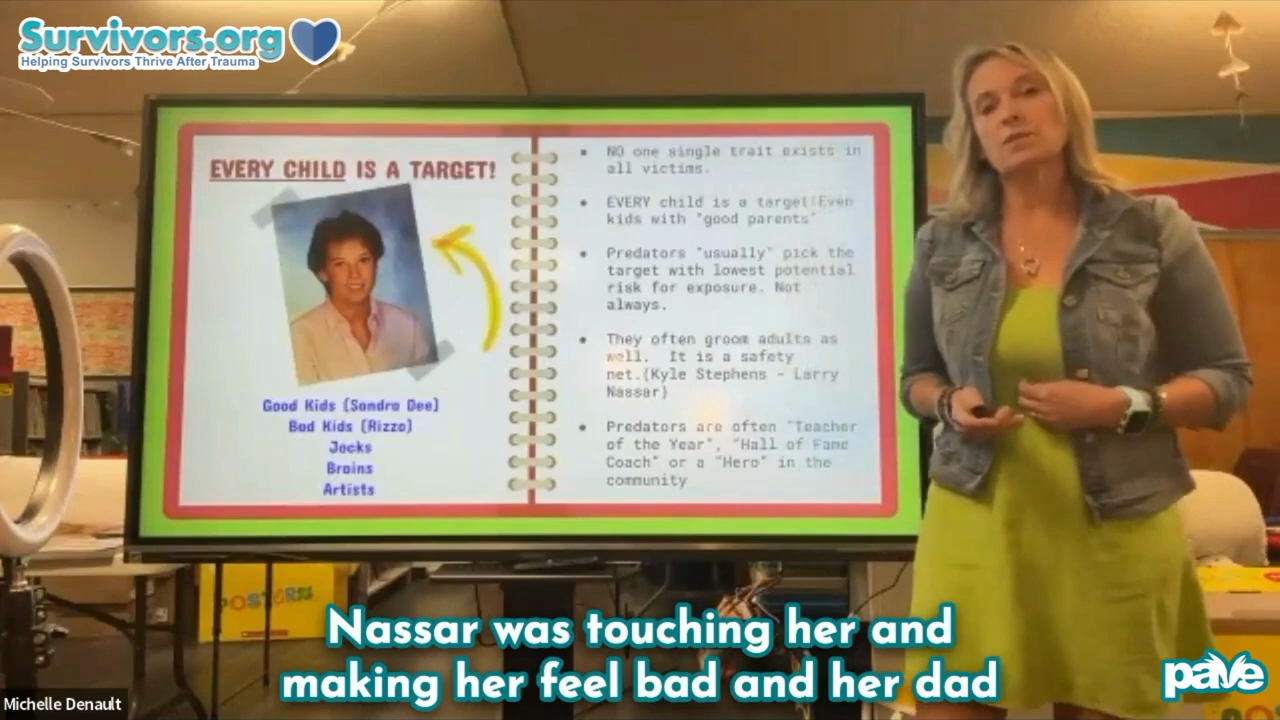 Survivors.org
Helping Survivors Thrive After Trauma
EVERY CHILD IS A TARGET!
Good Kids (Sandra Dee)
Bad Kids (Rizzo)
Jocks
Brains
Artists
• NO one single trait exists in
all victims.
• EVERY child is a target!Even
kids with "good parents"
• Predators "usually" pick the
target with lowest potential
risk for exposure. Not
always.
• They often groom adults as
well. It is a safety
net.(Kyle Stephens - Larry
Nassar)
• Predators are often "Teacher
of the Year", "Hall of Fame
Coach" or a "Hero" in the
community
POSTERS!
Nassar was touching her and
making her feel bad and her dad
Michelle Denault
pave